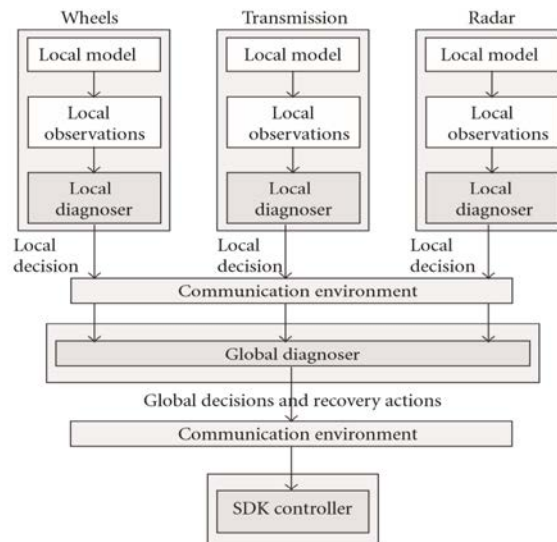 Wheels
Transmission
Radar
Local model
Local model
Local model
Local
observations
Local
observations
Local
observations
Local
diagnoser
Local
diagnoser
Local
diagnoser
Local
decision
Local
decision
Local
decision
Communication environment
Global diagnoser
Global decisions and recovery actions
Communication environment
SDK controller